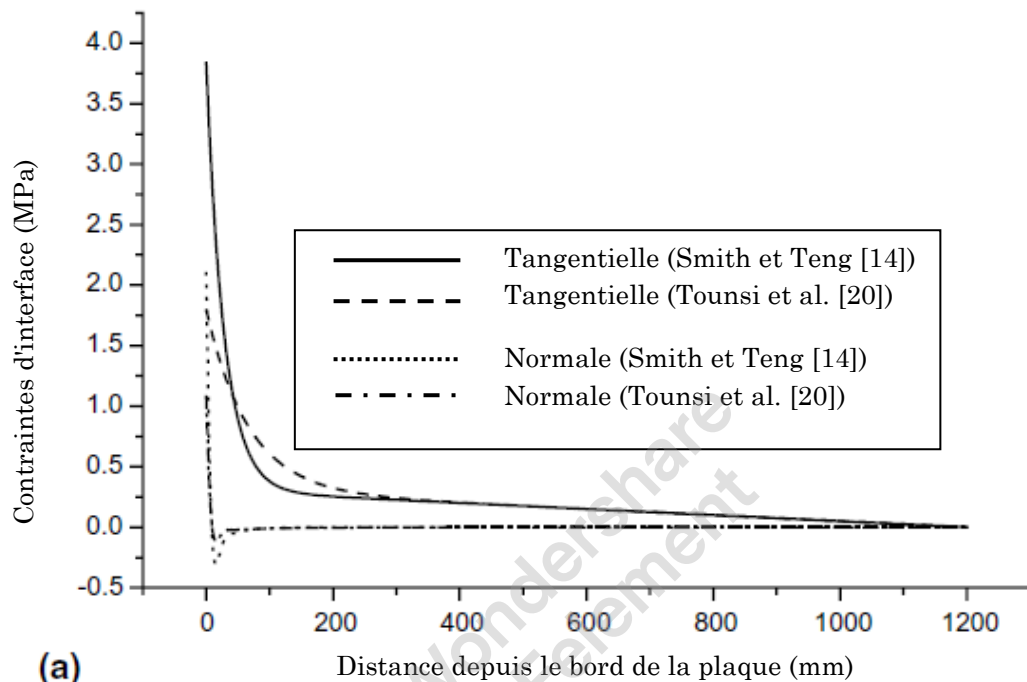 4.0
3.5
3.0
2.5
2.0
1.5
1.0
0.5
0.0
-0.5
Contraintes d'interface (MPa)
Tangentielle (Smith et Teng [14])
Tangentielle (Tounsi et al. [20])
Normale (Smith et Teng [14])
Normale (Tounsi et al. [20])
0 200 400 600 800 1000 1200
Distance depuis le bord de la plaque (mm)
(a)
Wondershare
PDFelement